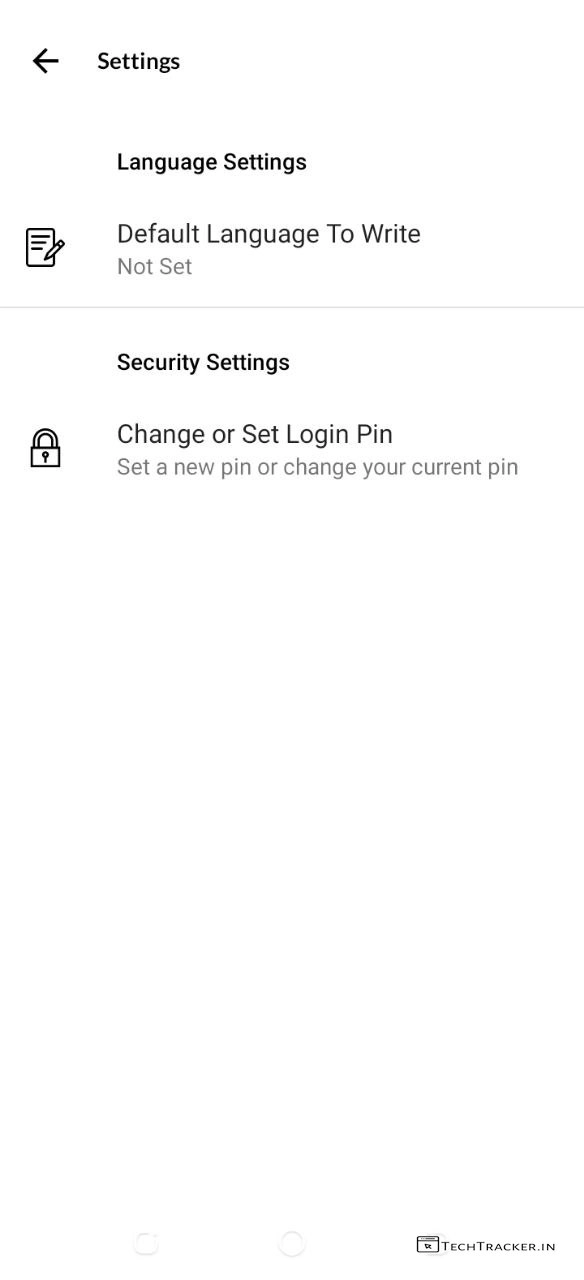 Settings
Language Settings
Default Language To Write
Not Set
Security Settings
Change or Set Login Pin
Set a new pin or change your current pin
TECHTRACKER.IN